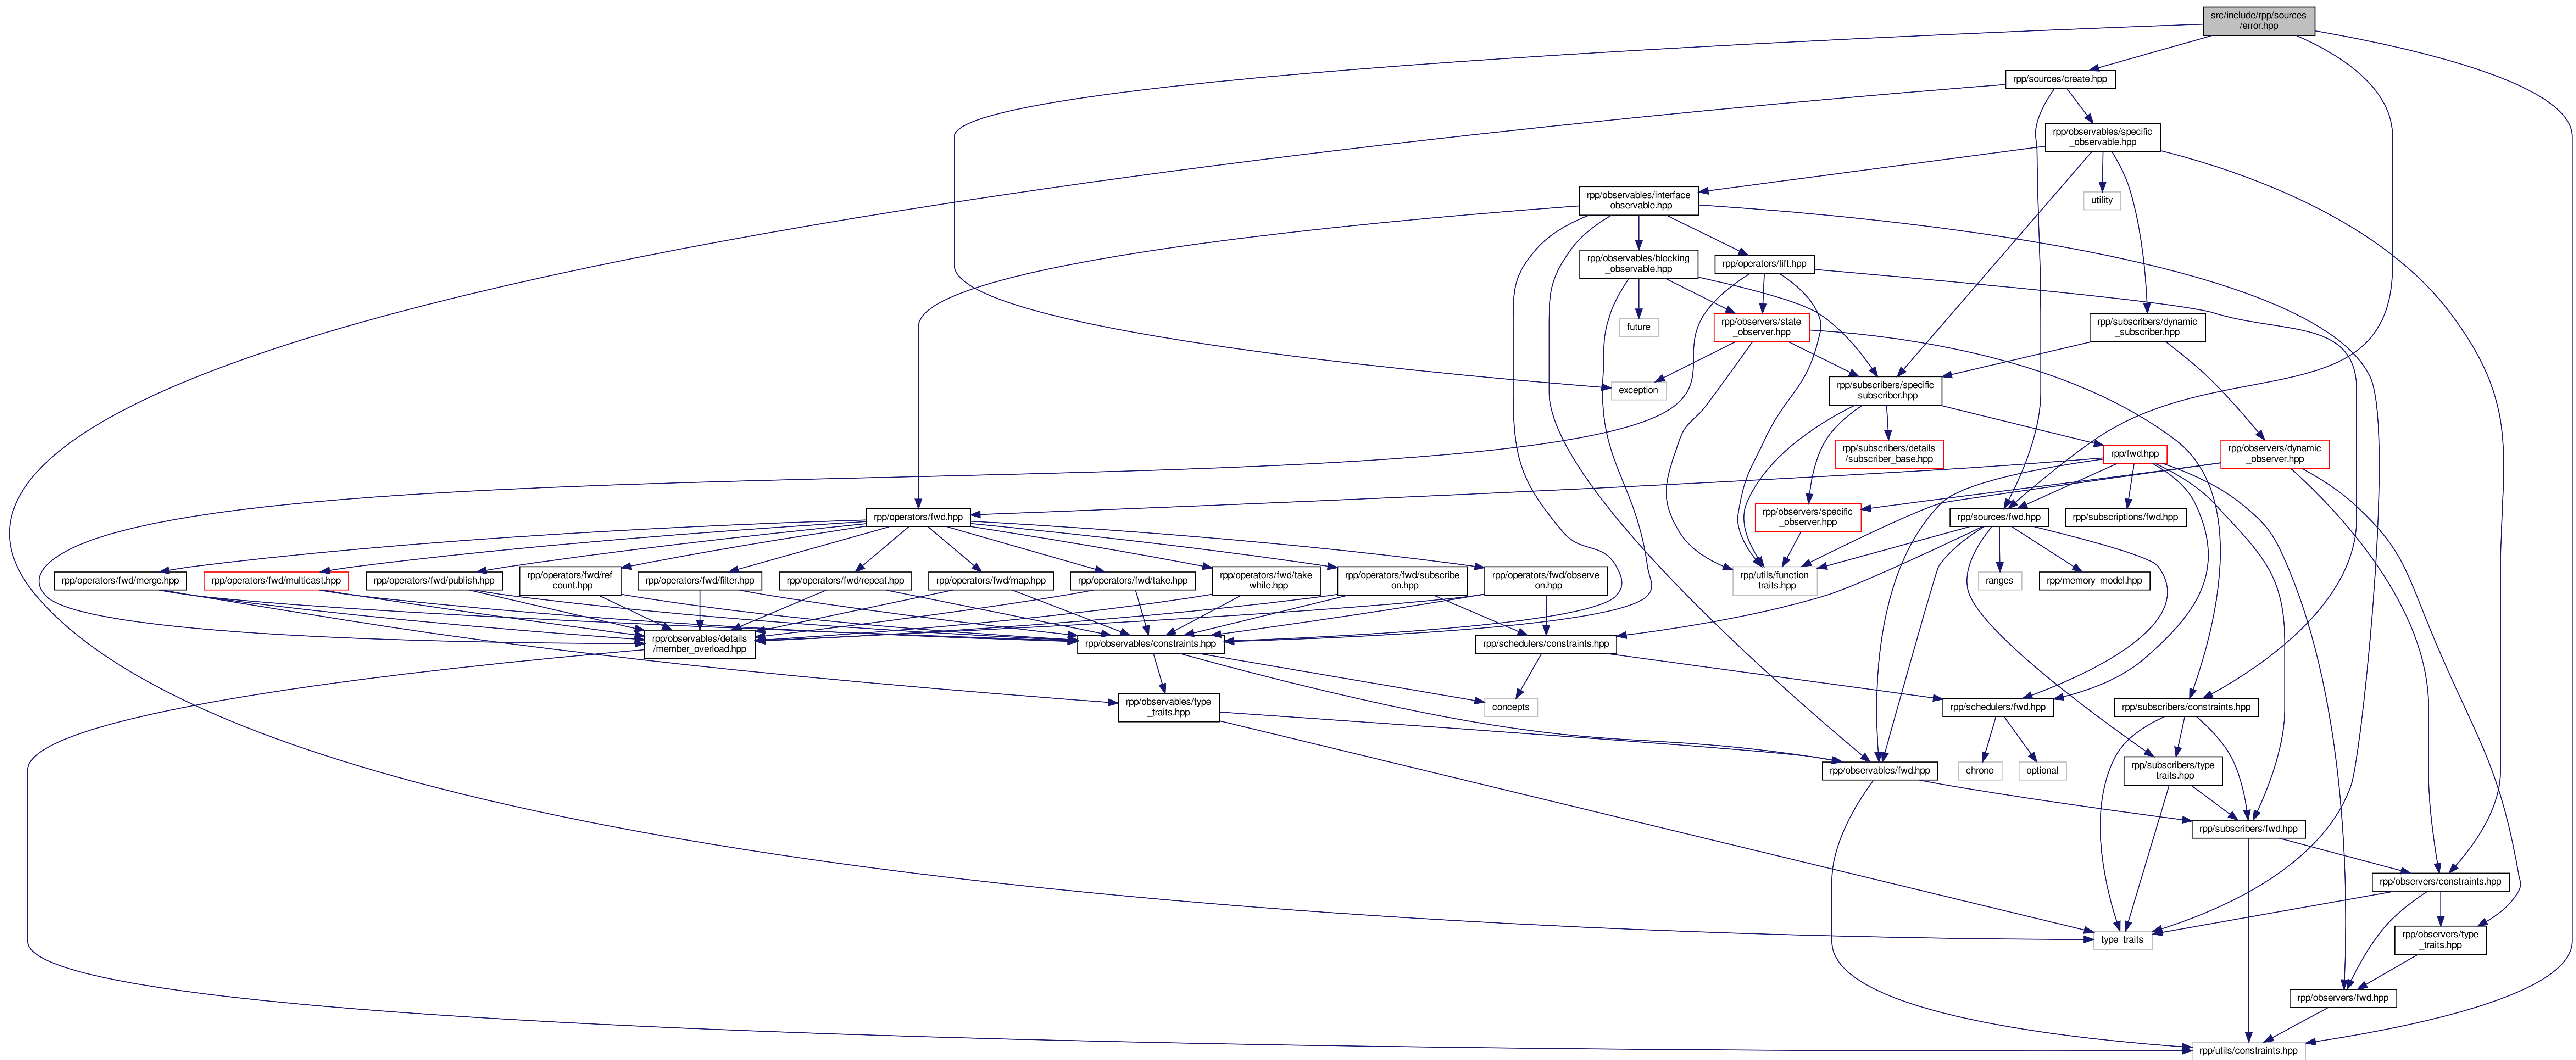 src/include/rpp/sources
/error.hpp
rpp/sources/create.hpp
rpp/observables/specific
_observable.hpp
rpp/observables/interface
_observable.hpp
utility
rpp/observables/blocking
_observable.hpp
rpp/operators/lift.hpp
future
rpp/observers/state
_observer.hpp
rpp/subscribers/dynamic
_subscriber.hpp
exception
rpp/subscribers/specific
_subscriber.hpp
rpp/subscribers/details
/subscriber_base.hpp
rpp/fwd.hpp
rpp/observers/dynamic
_observer.hpp
rpp/operators/fwd.hpp
rpp/observers/specific
_observer.hpp
rpp/sources/fwd.hpp
rpp/subscriptions/fwd.hpp
rpp/operators/fwd/merge.hpp
rpp/operators/fwd/multicast.hpp
rpp/operators/fwd/publish.hpp
rpp/operators/fwd/ref
_count.hpp
rpp/operators/fwd/filter.hpp
rpp/operators/fwd/repeat.hpp
rpp/operators/fwd/map.hpp
rpp/operators/fwd/take.hpp
rpp/operators/fwd/take
_while.hpp
rpp/operators/fwd/subscribe
_on.hpp
rpp/operators/fwd/observe
_on.hpp
rpp/utils/function
_traits.hpp
ranges
rpp/memory_model.hpp
rpp/observables/details
/member_overload.hpp
rpp/observables/constraints.hpp
rpp/schedulers/constraints.hpp
rpp/observables/type
_traits.hpp
concepts
rpp/schedulers/fwd.hpp
rpp/subscribers/constraints.hpp
rpp/observables/fwd.hpp
chrono
optional
rpp/subscribers/type
_traits.hpp
rpp/subscribers/fwd.hpp
rpp/observers/constraints.hpp
type_traits
rpp/observers/type
_traits.hpp
rpp/observers/fwd.hpp
rpp/utils/constraints.hpp